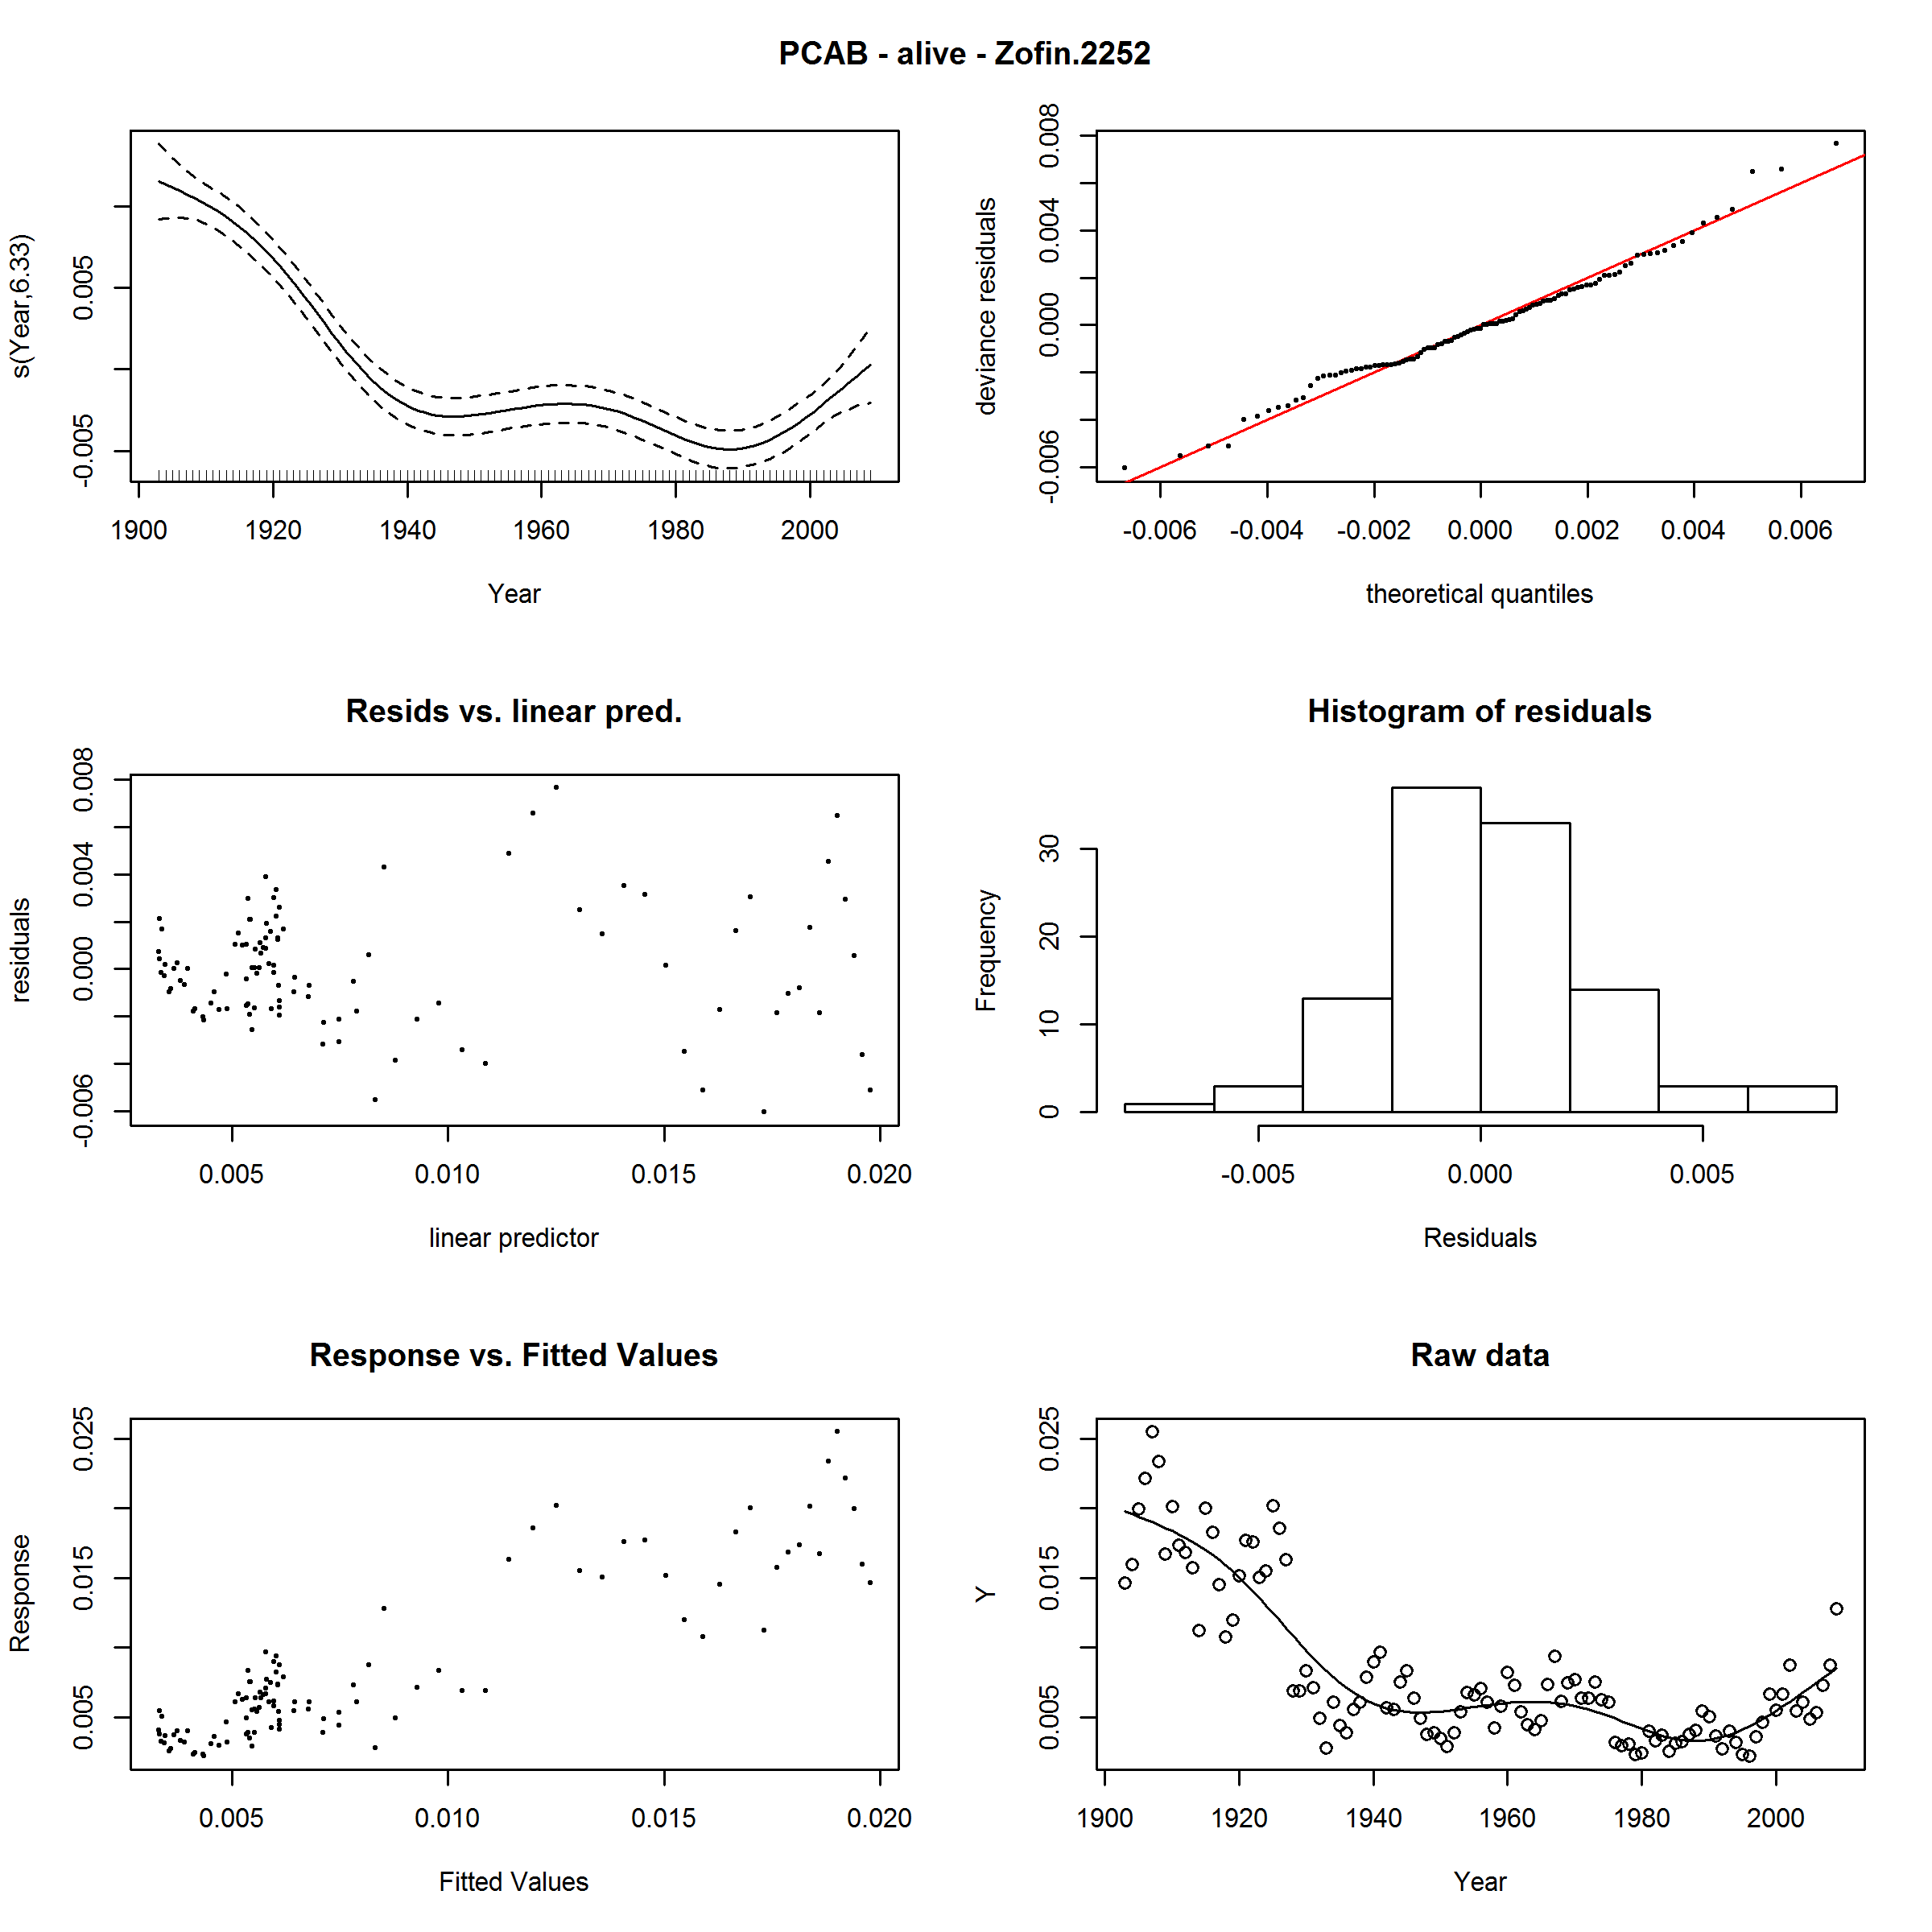 PCAB - alive - Zofin.2252
s(Year,6.33)
-0.005 0.005
1900 1920 1940 1960 1980 2000
Year
deviance residuals
-0.006 0.000 0.004 0.008
-0.006 -0.004 -0.002 0.000 0.002 0.004 0.006
theoretical quantiles
Resids vs. linear pred.
residuals
-0.006 0.000 0.004 0.008
0.005 0.010 0.015 0.020
linear predictor
Histogram of residuals
Frequency
0 10 20 30
-0.005 0.000 0.005
Residuals
Response vs. Fitted Values
Response
0.005 0.015 0.025
0.005 0.010 0.015 0.020
Fitted Values
Raw data
Y
0.005 0.015 0.025
1900 1920 1940 1960 1980 2000
Year